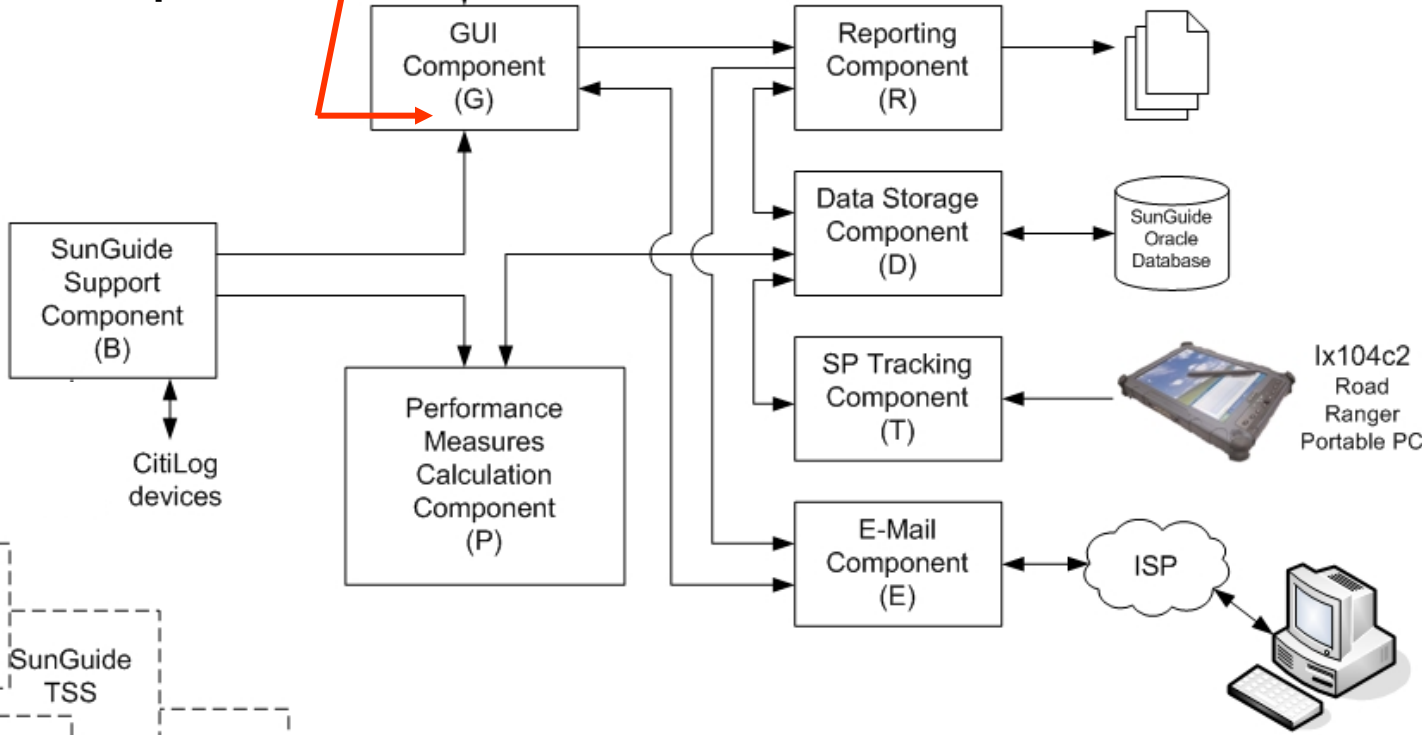 GUI
Component
(G)
Reporting
Component
(R)
Data Storage
Component
(D)
SunGuide
Oracle
Database
SunGuide
Support
Component
(B)
SP Tracking
Component
(T)
Ix104c2
Road
Ranger
Portable PC
Performance
Measures
Calculation
Component
(P)
CitiLog
devices
E-Mail
Component
(E)
ISP
SunGuide
TSS